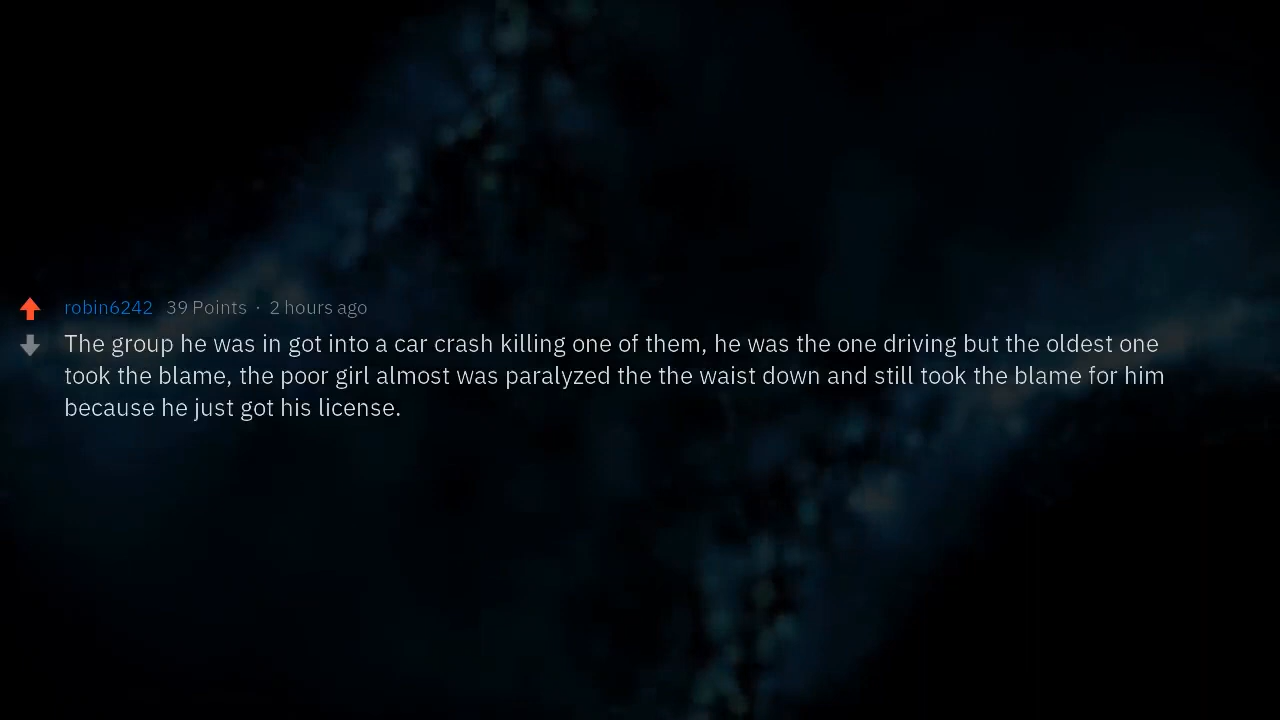 robin6242 39 Points · 2 hours ago
The group he was in got into a car crash killing one of them, he was the one driving but the oldest one
took the blame, the poor girl almost was paralyzed the the waist down and still took the blame for him
because he just got his license.